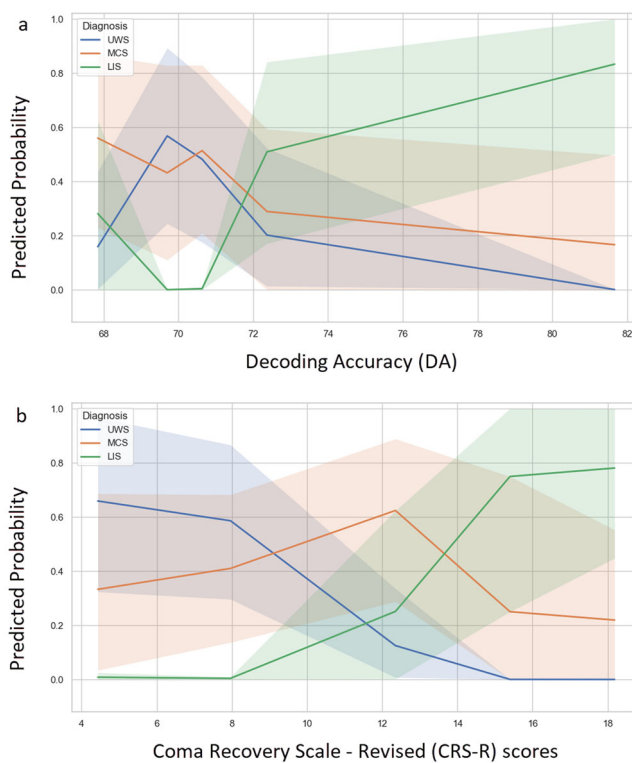 a
Diagnosis
UWS
MCS
LIS
1.0
0.8
0.6
0.4
0.2
0.0
Predicted Probability
68 70 72 74 76 78 80 82
Decoding Accuracy (DA)
b
Diagnosis
UWS
MCS
LIS
1.0
0.8
0.6
0.4
0.2
0.0
Predicted Probability
4 6 8 10 12 14 16 18
Coma Recovery Scale - Revised (CRS-R) scores